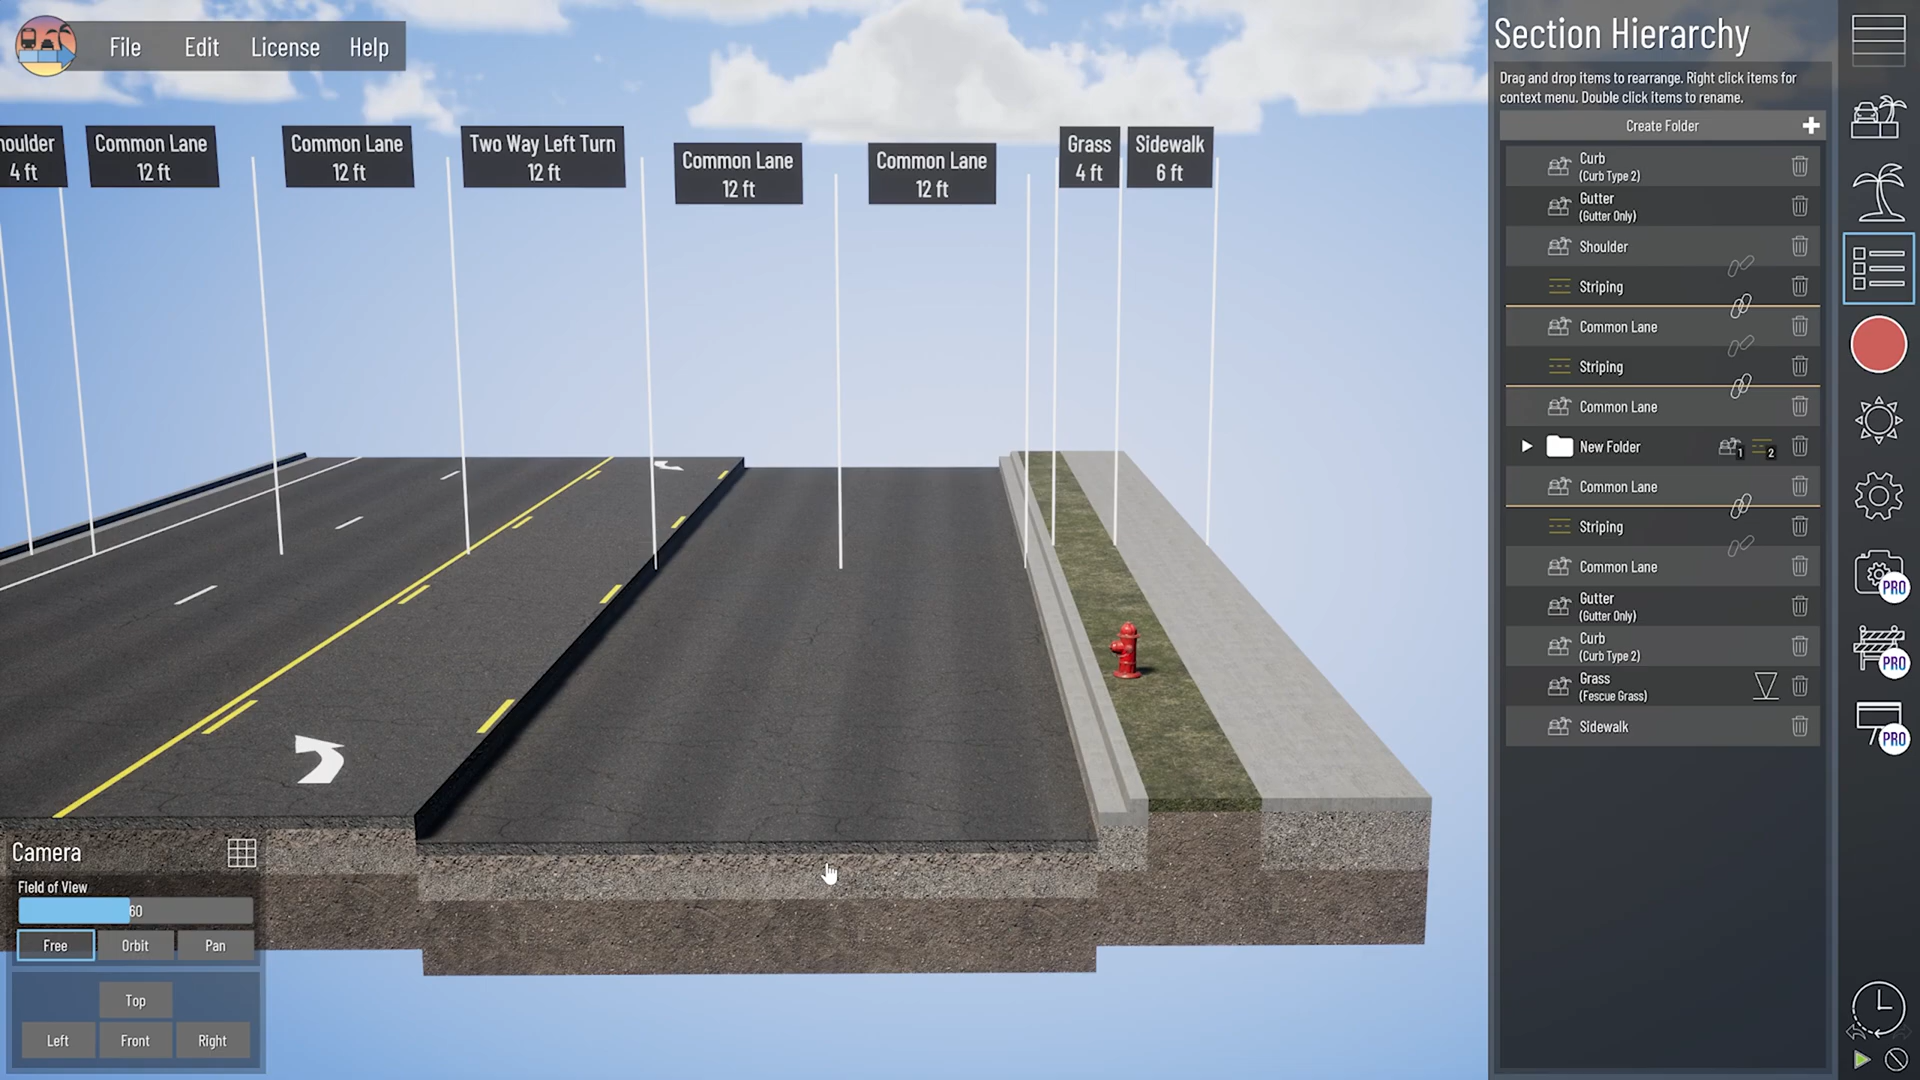 File
Edit
License
Help
houlder
4 ft
Common Lane
12 ft
Common Lane
12 ft
Two Way Left Turn
12 ft
Common Lane
12 ft
Common Lane
12 ft
Grass
4 ft
Sidewalk
6 ft
Camera
Field of View
60
Free
Orbit
Pan
Top
Left
Front
Right
Section Hierarchy
Drag and drop items to rearrange. Right click items for
context menu. Double click items to rename.
Create Folder
Curb
(Curb Type 2)
Gutter
(Gutter Only)
Shoulder
Striping
Common Lane
Striping
Common Lane
New Folder
1
2
Common Lane
Striping
Common Lane
Gutter
(Gutter Only)
Curb
(Curb Type 2)
Grass
(Fescue Grass)
Sidewalk
PRO
PRO
PRO